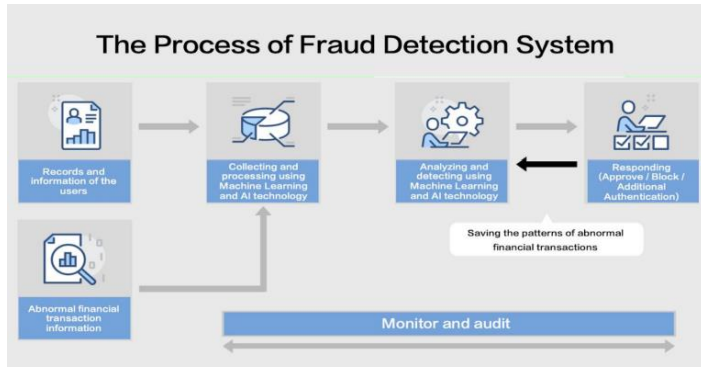 The Process of Fraud Detection System
Records and
information of the
users
Collecting and
processing using
Machine Learning
and AI technology
Analyzing and
detecting using
Machine Learning
and AI technology
Responding
(Approve / Block /
Additional
Authentication)
Saving the patterns of abnormal
financial transactions
Abnormal financial
transaction
information
Monitor and audit